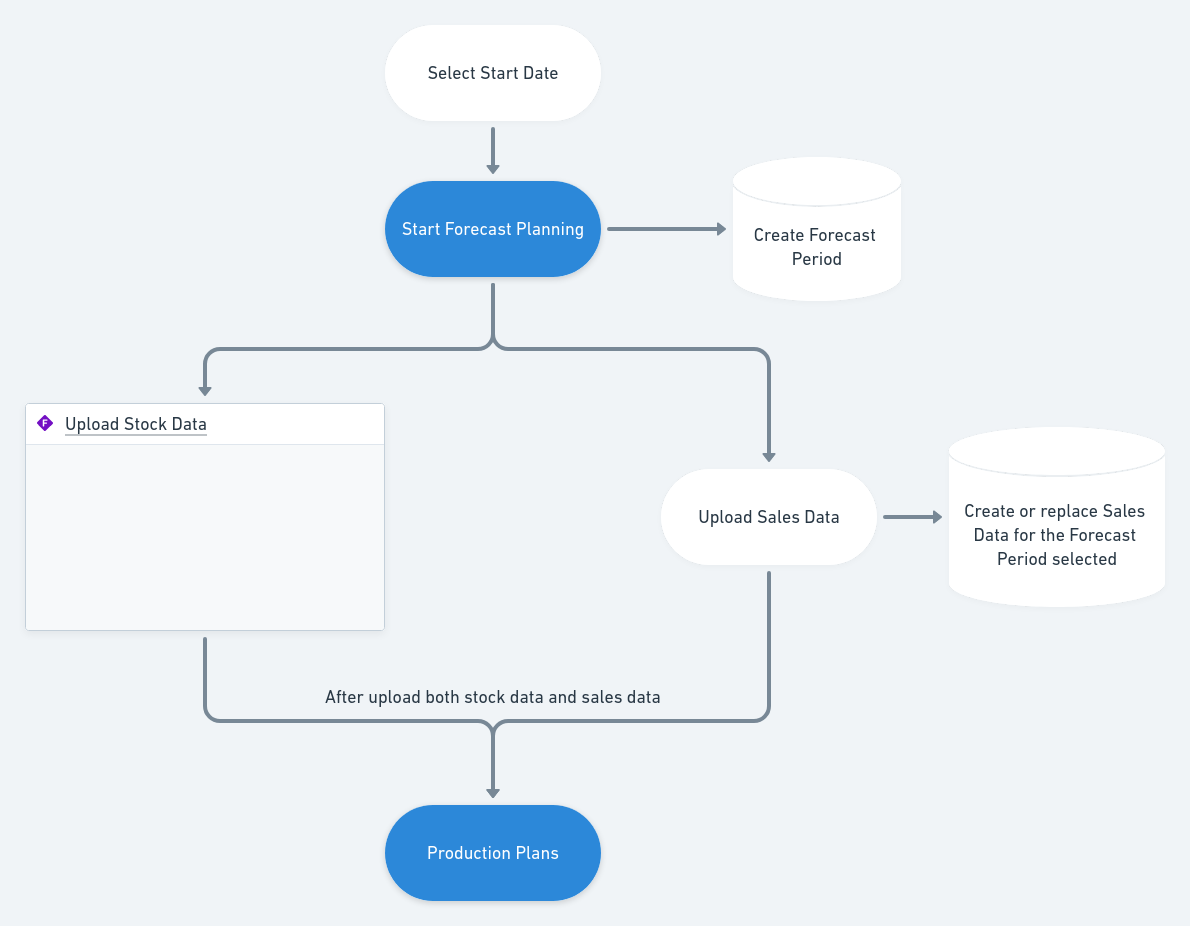 Select Start Date
Start Forecast Planning
Create Forecast
Period
F
Upload Stock Data
Upload Sales Data
Create or replace Sales
Data for the Forecast
Period selected
After upload both stock data and sales data
Production Plans